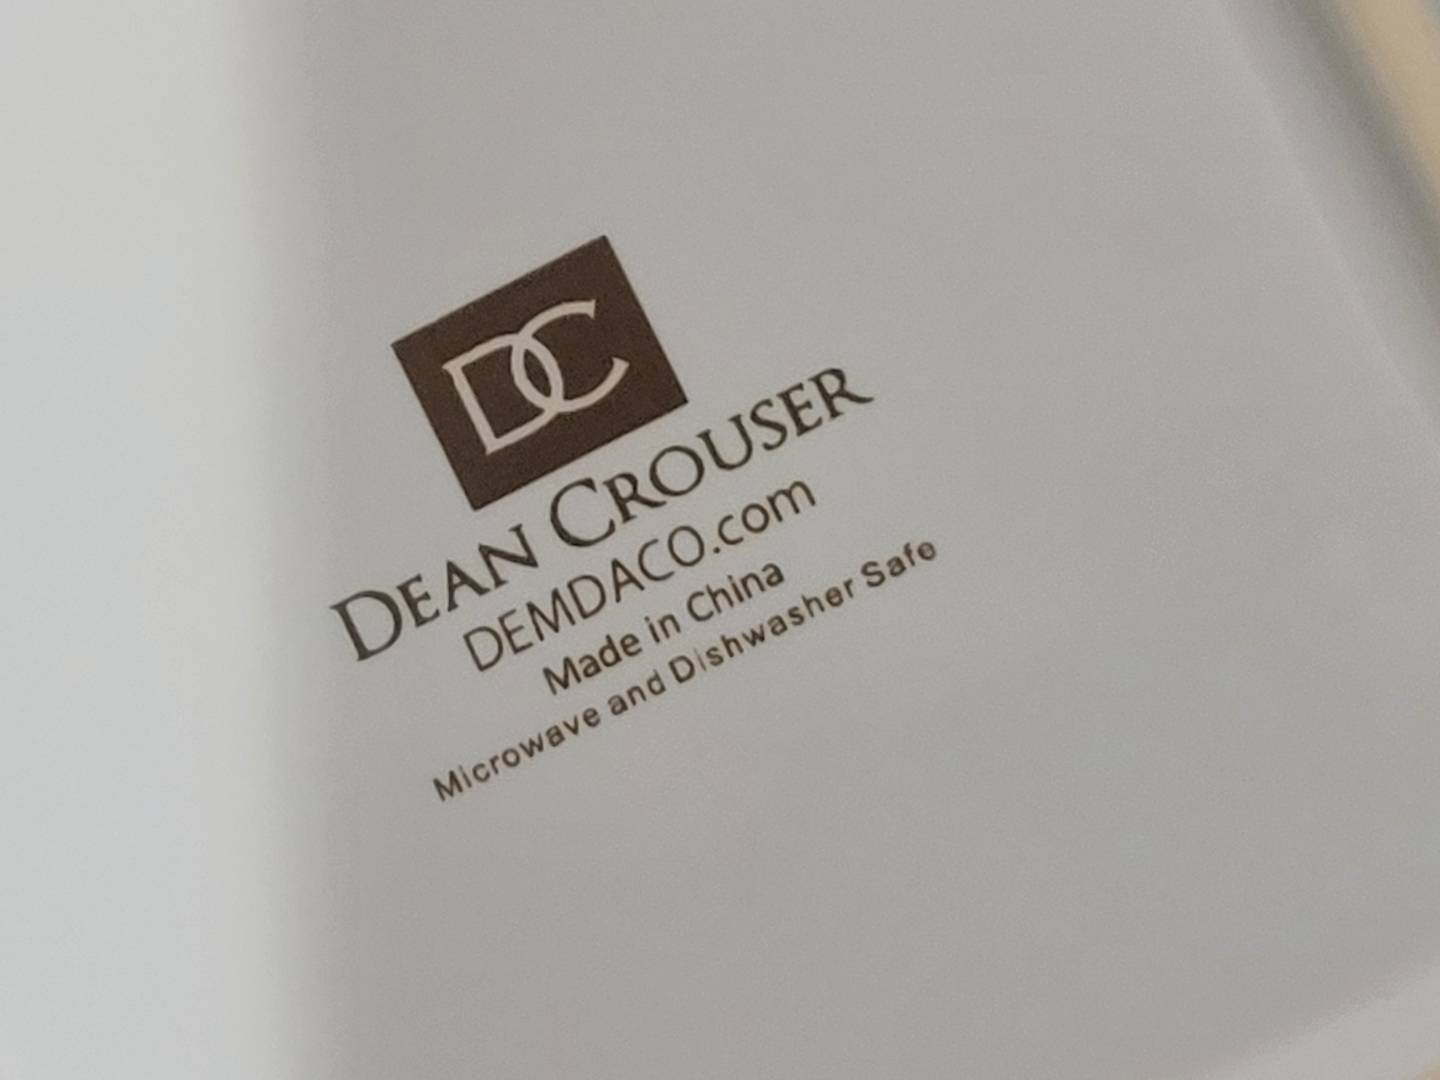 DC
DEAN CROUSER
DEMDACO.com
Made in China
Microwave and Dishwasher Safe